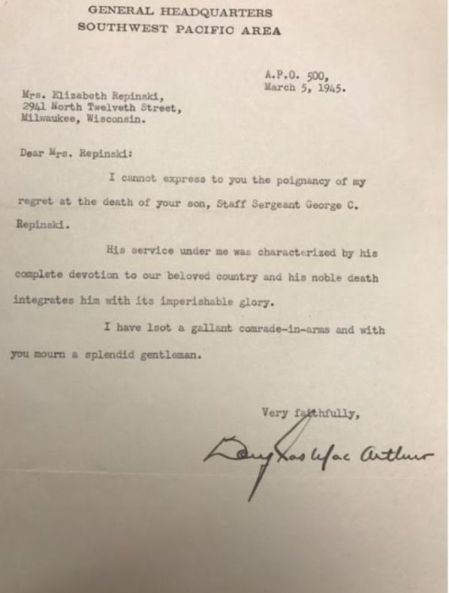 GENERAL HEADQUARTERS
SOUTHWEST PACIFIC AREA
A.P.O. 500,
March 5, 1945.
Mrs. Elizabeth Repinski,
2941 North Twelveth Street,
Milwaukee, Wisconsin.
Dear Mrs. Repinski:
I cannot express to you the poignancy of my
regret at the death of your son, Staff Sergeant George C.
Repinski.
His service under me was characterized by his
complete devotion to our beloved country and his noble death
integrates him with its imperishable glory.
I have lsot a gallant comrade-in-arms and with
you mourn a splendid gentleman.
Very faithfully,
Douglas MacArthur